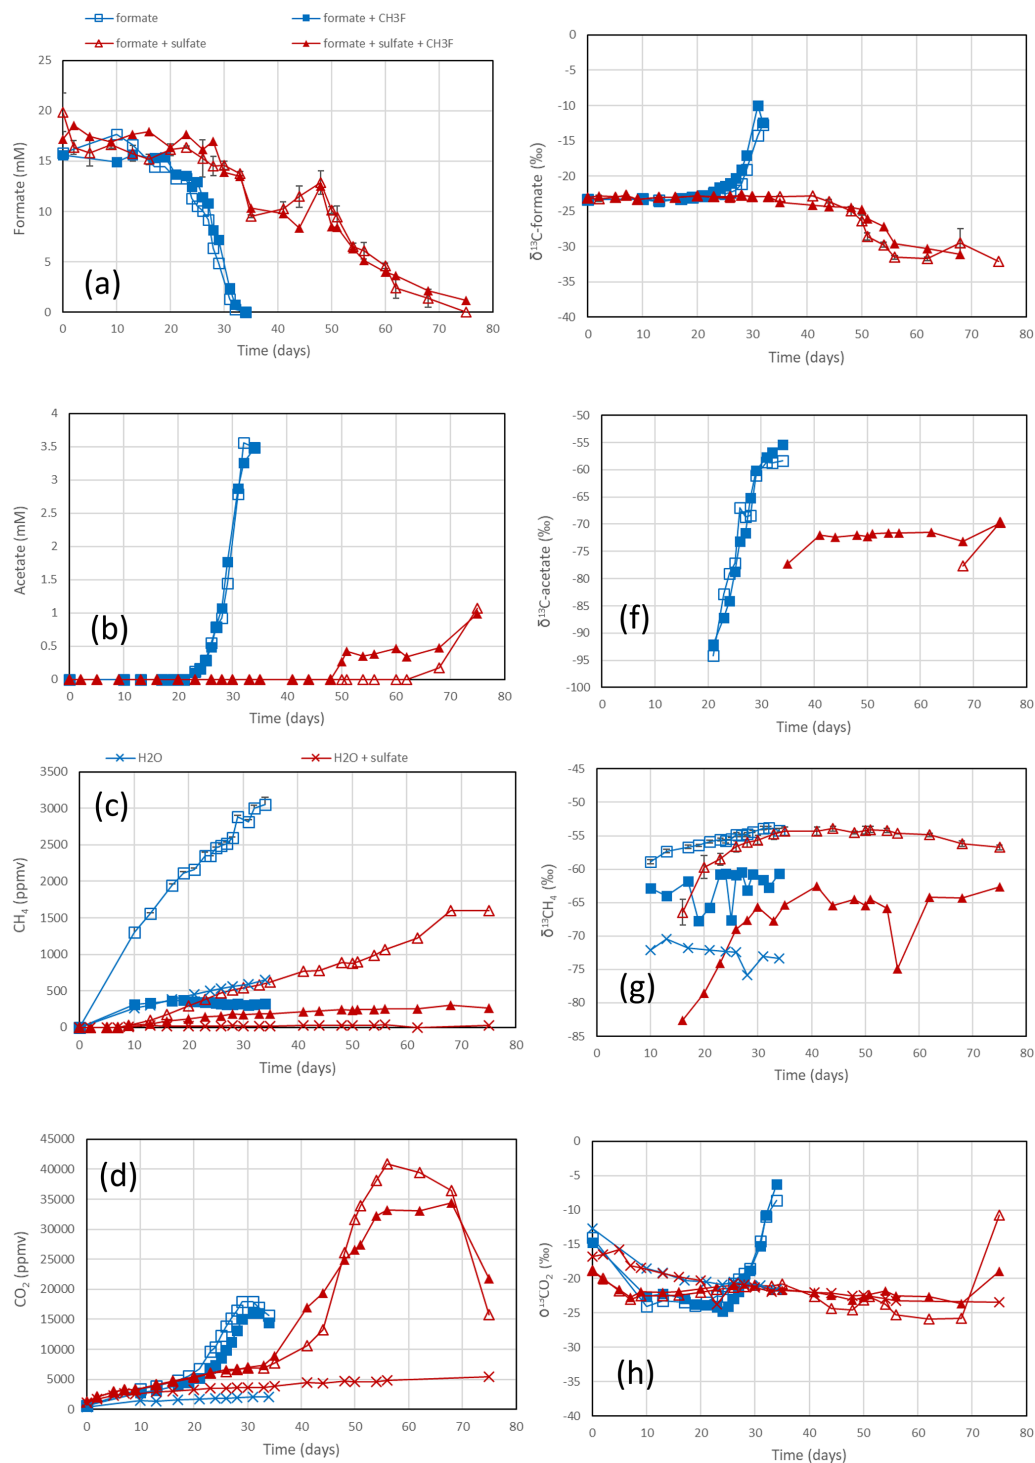 formate
formate + CH3F
formate + sulfate
formate + sulfate + CH3F
25
20
15
10
5
0
Formate (mM)
(a)
0 10 20 30 40 50 60 70 80
Time (days)
0
-5
-10
-15
-20
-25
-30
-35
-40
δ¹³C-formate (‰)
0 10 20 30 40 50 60 70 80
Time (days)
4
3.5
3
2.5
2
1.5
1
0.5
0
Acetate (mM)
(b)
0 10 20 30 40 50 60 70 80
Time (days)
-50
-55
-60
-65
-70
-75
-80
-85
-90
-95
-100
δ¹³C-acetate (‰)
(f)
0 10 20 30 40 50 60 70 80
Time (days)
H2O
H2O + sulfate
3500
3000
2500
2000
1500
1000
500
0
CH₄ (ppmv)
(c)
0 10 20 30 40 50 60 70 80
Time (days)
-45
-50
-55
-60
-65
-70
-75
-80
-85
δ¹³CH₄ (‰)
(g)
0 10 20 30 40 50 60 70 80
Time (days)
45000
40000
35000
30000
25000
20000
15000
10000
5000
0
CO₂ (ppmv)
(d)
0 10 20 30 40 50 60 70 80
Time (days)
0
-5
-10
-15
-20
-25
-30
-35
-40
δ¹³CO₂ (‰)
(h)
0 10 20 30 40 50 60 70 80
Time (days)